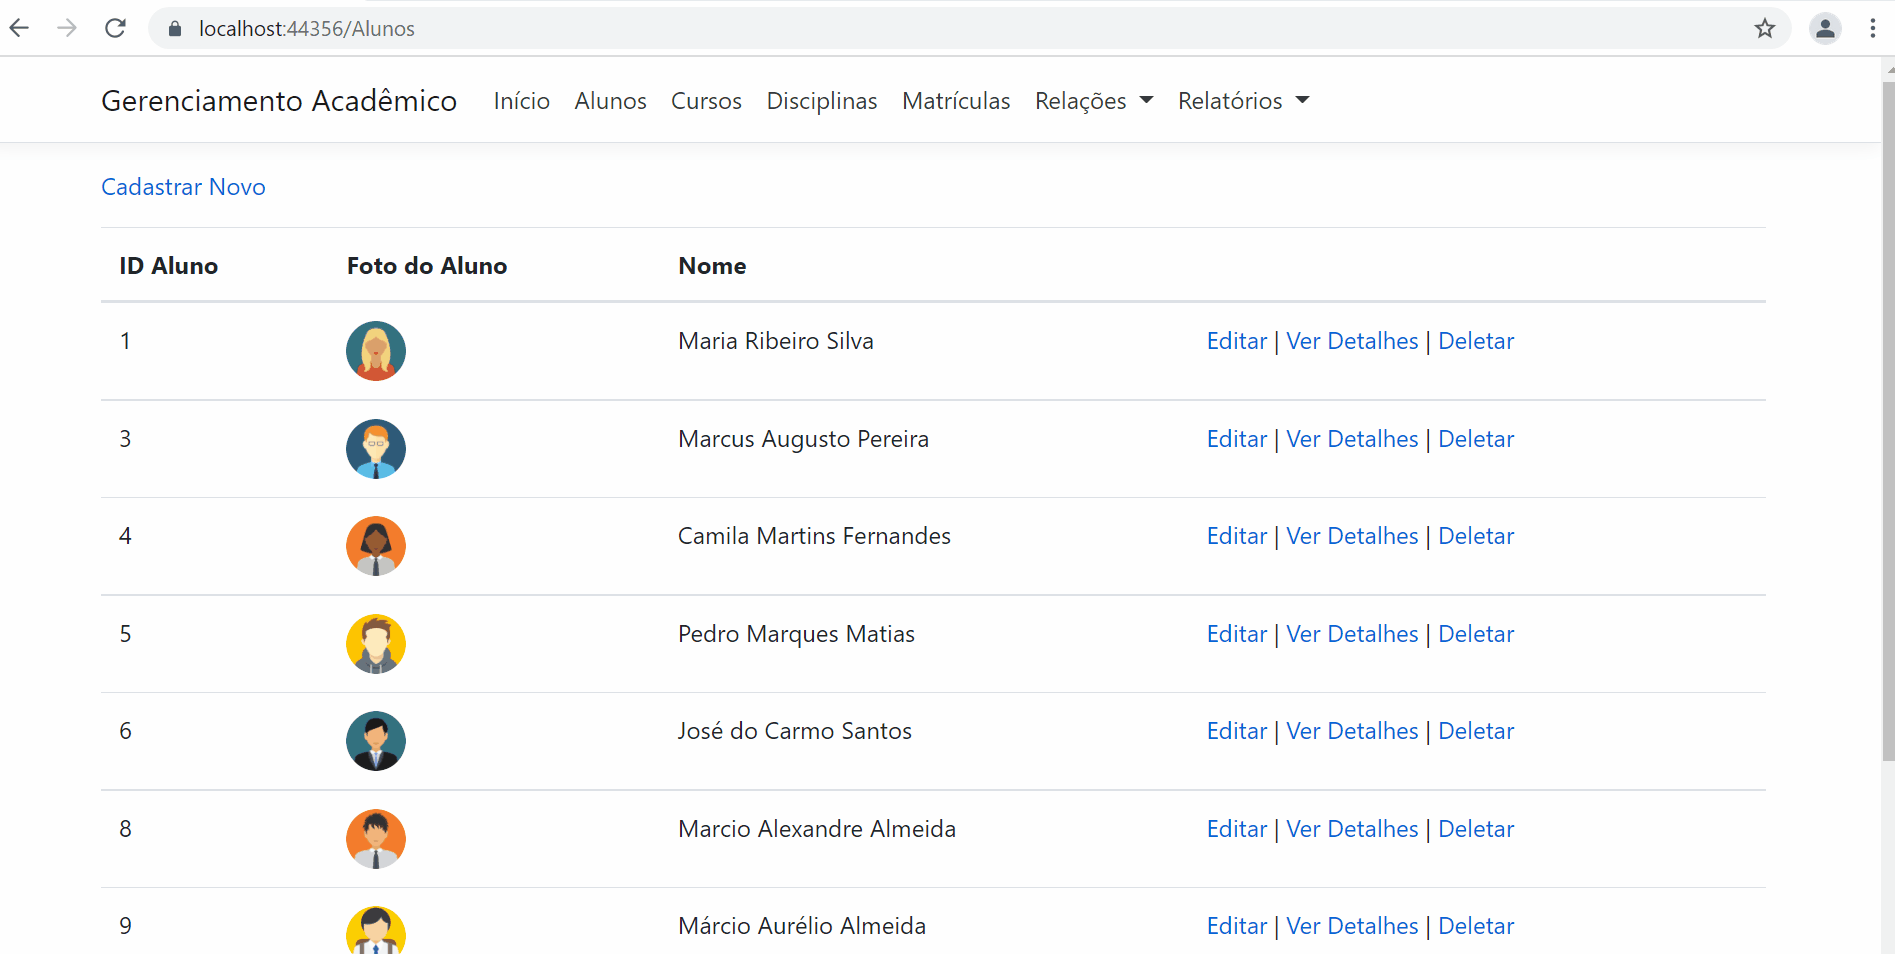 localhost:44356/Alunos
Gerenciamento Acadêmico Início Alunos Cursos Disciplinas Matrículas Relações Relatórios
Cadastrar Novo
ID Aluno Foto do Aluno Nome
1 Maria Ribeiro Silva Editar | Ver Detalhes | Deletar
3 Marcus Augusto Pereira Editar | Ver Detalhes | Deletar
4 Camila Martins Fernandes Editar | Ver Detalhes | Deletar
5 Pedro Marques Matias Editar | Ver Detalhes | Deletar
6 José do Carmo Santos Editar | Ver Detalhes | Deletar
8 Marcio Alexandre Almeida Editar | Ver Detalhes | Deletar
9 Márcio Aurélio Almeida Editar | Ver Detalhes | Deletar